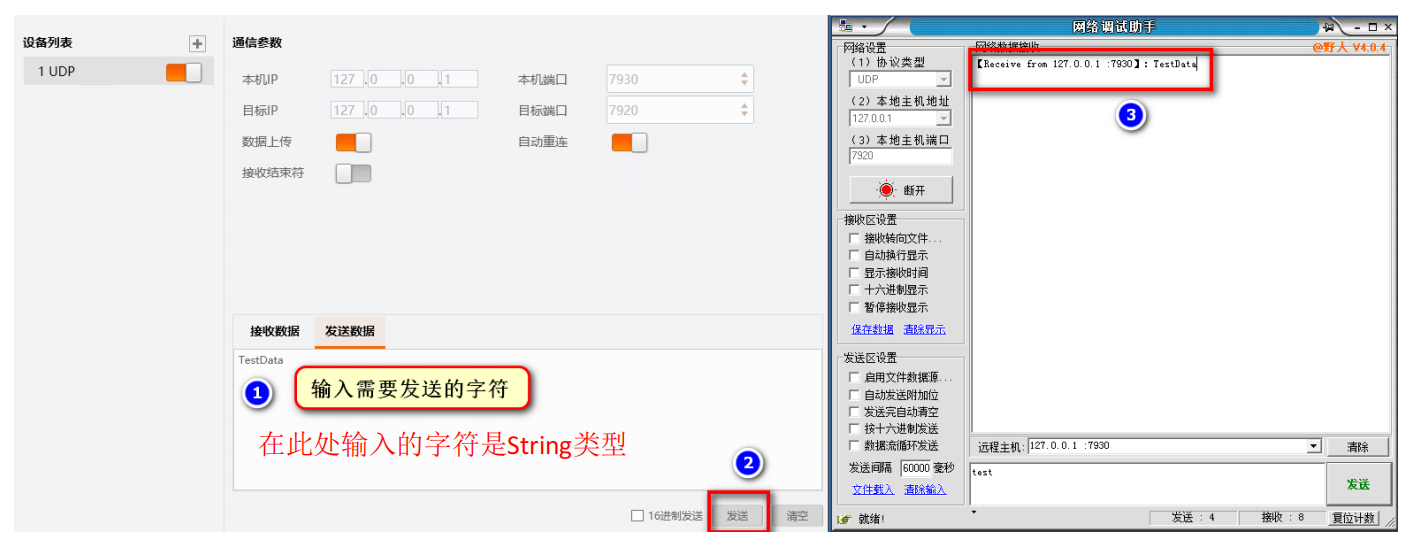 设备列表
1 UDP
通信参数
本机IP 127 .0 .0 .1 本机端口 7930
目标IP 127 .0 .0 .1 目标端口 7920
数据上传 自动重连
接收结束符
接收数据 发送数据
TestData
1 输入需要发送的字符
在此处输入的字符是String类型
2
16进制发送 发送 清空
网络调试助手
网络设置
(1) 协议类型
UDP
(2) 本地主机地址
127.0.0.1
(3) 本地主机端口
7920
断开
接收区设置
接收转向文件...
自动换行显示
显示接收时间
十六进制显示
暂停接收显示
保存数据 清除显示
发送区设置
启用文件数据源...
自动发送附加位
发送完自动清空
按十六进制发送
数据流循环发送
发送间隔 60000 毫秒
文件载入 清除输入
网络数据接收
@野人 V4.0.4
【Receive from 127.0.0.1 :7930】: TestData
3
远程主机: 127.0.0.1 :7930 清除
test
发送
就绪! 发送 : 4 接收 : 8 复位计数